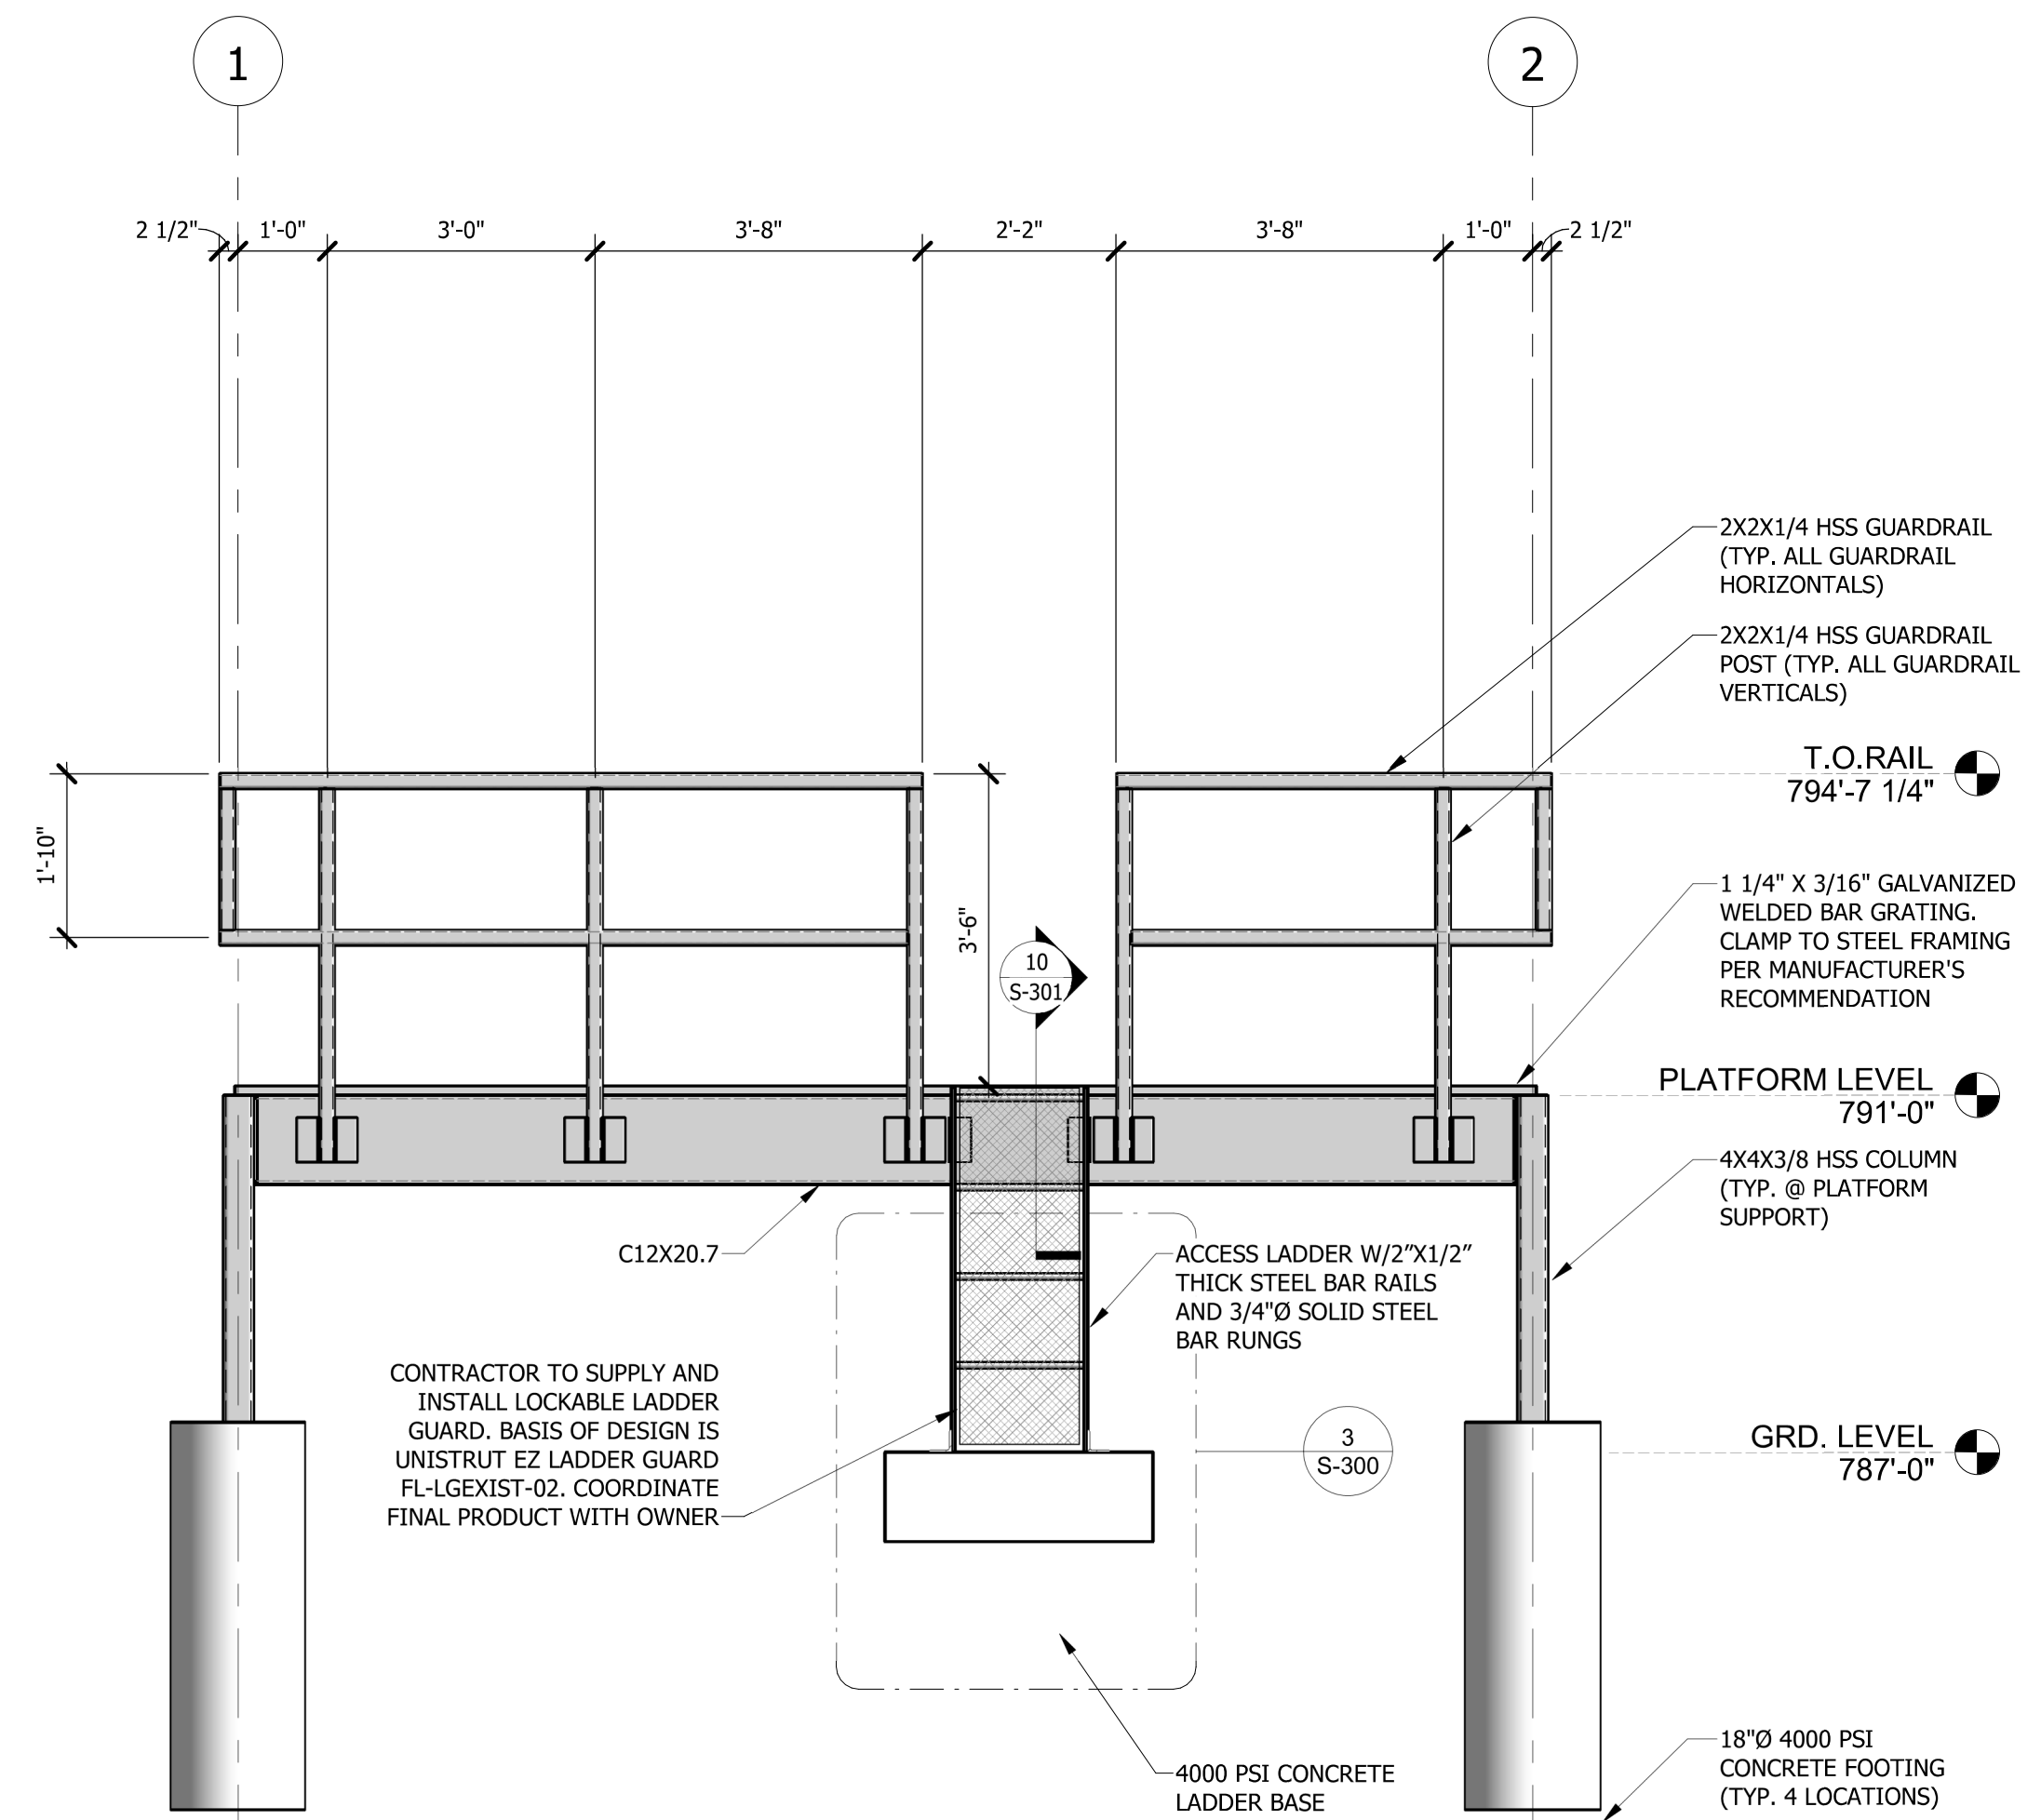 1
2
2 1/2"
1'-0"
3'-0"
3'-8"
2'-2"
3'-8"
1'-0"
2 1/2"
2X2X1/4 HSS GUARDRAIL
(TYP. ALL GUARDRAIL
HORIZONTALS)
2X2X1/4 HSS GUARDRAIL
POST (TYP. ALL GUARDRAIL
VERTICALS)
T.O.RAIL
794'-7 1/4"
1'-10"
3'-6"
10
S-301
1 1/4" X 3/16" GALVANIZED
WELDED BAR GRATING.
CLAMP TO STEEL FRAMING
PER MANUFACTURER'S
RECOMMENDATION
PLATFORM LEVEL
791'-0"
4X4X3/8 HSS COLUMN
(TYP. @ PLATFORM
SUPPORT)
C12X20.7
ACCESS LADDER W/2"X1/2"
THICK STEEL BAR RAILS
AND 3/4"Ø SOLID STEEL
BAR RUNGS
CONTRACTOR TO SUPPLY AND
INSTALL LOCKABLE LADDER
GUARD. BASIS OF DESIGN IS
UNISTRUT EZ LADDER GUARD
FL-LGEXIST-02. COORDINATE
FINAL PRODUCT WITH OWNER
3
S-300
GRD. LEVEL
787'-0"
4000 PSI CONCRETE
LADDER BASE
18"Ø 4000 PSI
CONCRETE FOOTING
(TYP. 4 LOCATIONS)